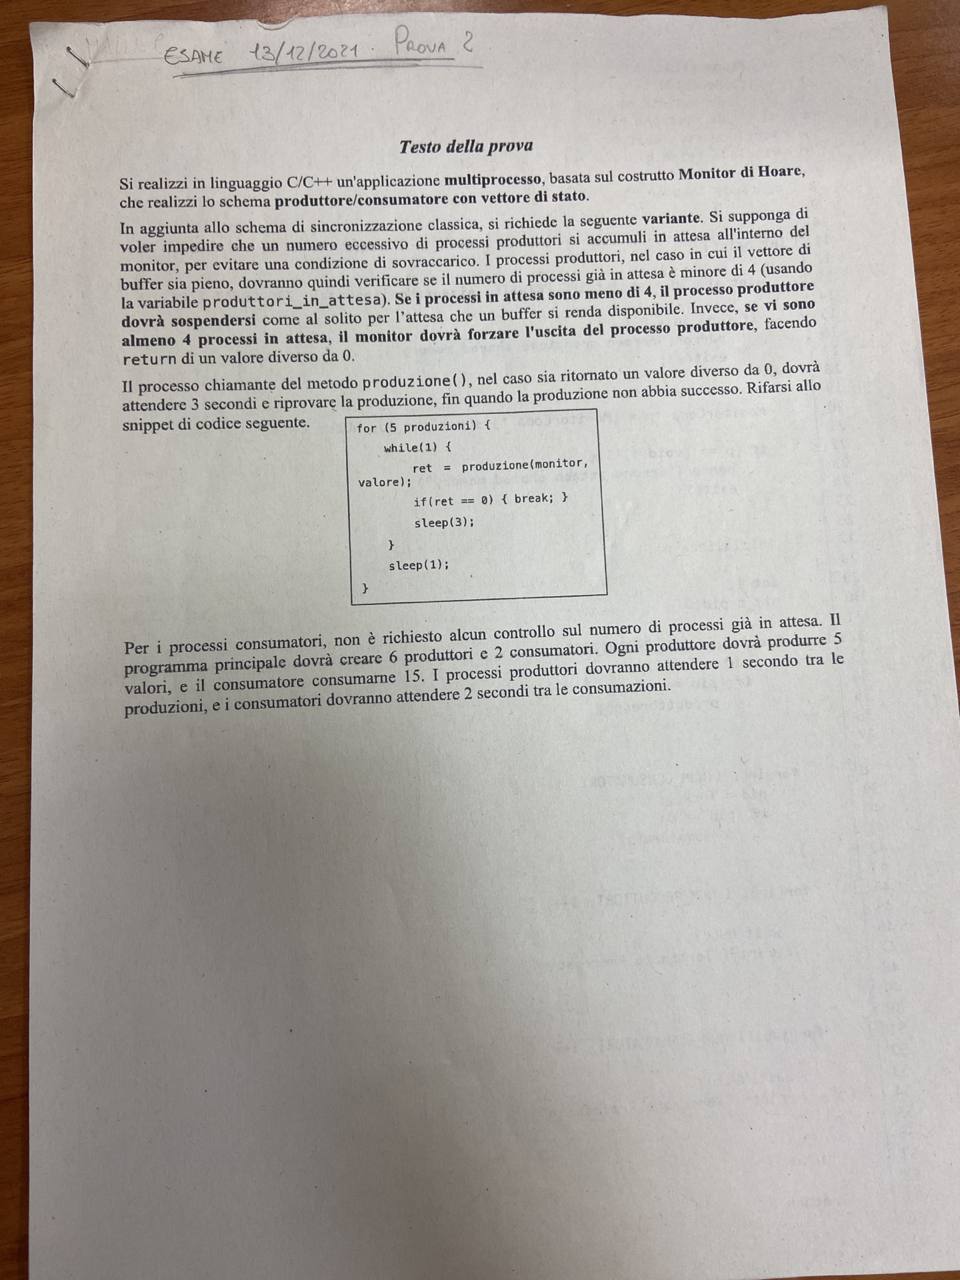 ESAME 13/12/2021. PROVA 2
Testo della prova
Si realizzi in linguaggio C/C++ un'applicazione multiprocesso, basata sul costrutto Monitor di Hoare,
che realizzi lo schema produttore/consumatore con vettore di stato.
In aggiunta allo schema di sincronizzazione classica, si richiede la seguente variante. Si supponga di
voler impedire che un numero eccessivo di processi produttori si accumuli in attesa all'interno del
monitor, per evitare una condizione di sovraccarico. I processi produttori, nel caso in cui il vettore di
buffer sia pieno, dovranno quindi verificare se il numero di processi già in attesa è minore di 4 (usando
la variabile produttori_in_attesa). Se i processi in attesa sono meno di 4, il processo produttore
dovrà sospendersi come al solito per l'attesa che un buffer si renda disponibile. Invece, se vi sono
almeno 4 processi in attesa, il monitor dovrà forzare l'uscita del processo produttore, facendo
return di un valore diverso da 0.
Il processo chiamante del metodo produzione(), nel caso sia ritornato un valore diverso da 0, dovrà
attendere 3 secondi e riprovare la produzione, fin quando la produzione non abbia successo. Rifarsi allo
snippet di codice seguente.
for (5 produzioni) {
while(1) {
ret = produzione(monitor,
valore);
if(ret == 0) { break; }
sleep(3);
}
sleep(1);
}
Per i processi consumatori, non è richiesto alcun controllo sul numero di processi già in attesa. Il
programma principale dovrà creare 6 produttori e 2 consumatori. Ogni produttore dovrà produrre 5
valori, e il consumatore consumarne 15. I processi produttori dovranno attendere 1 secondo tra le
produzioni, e i consumatori dovranno attendere 2 secondi tra le consumazioni.